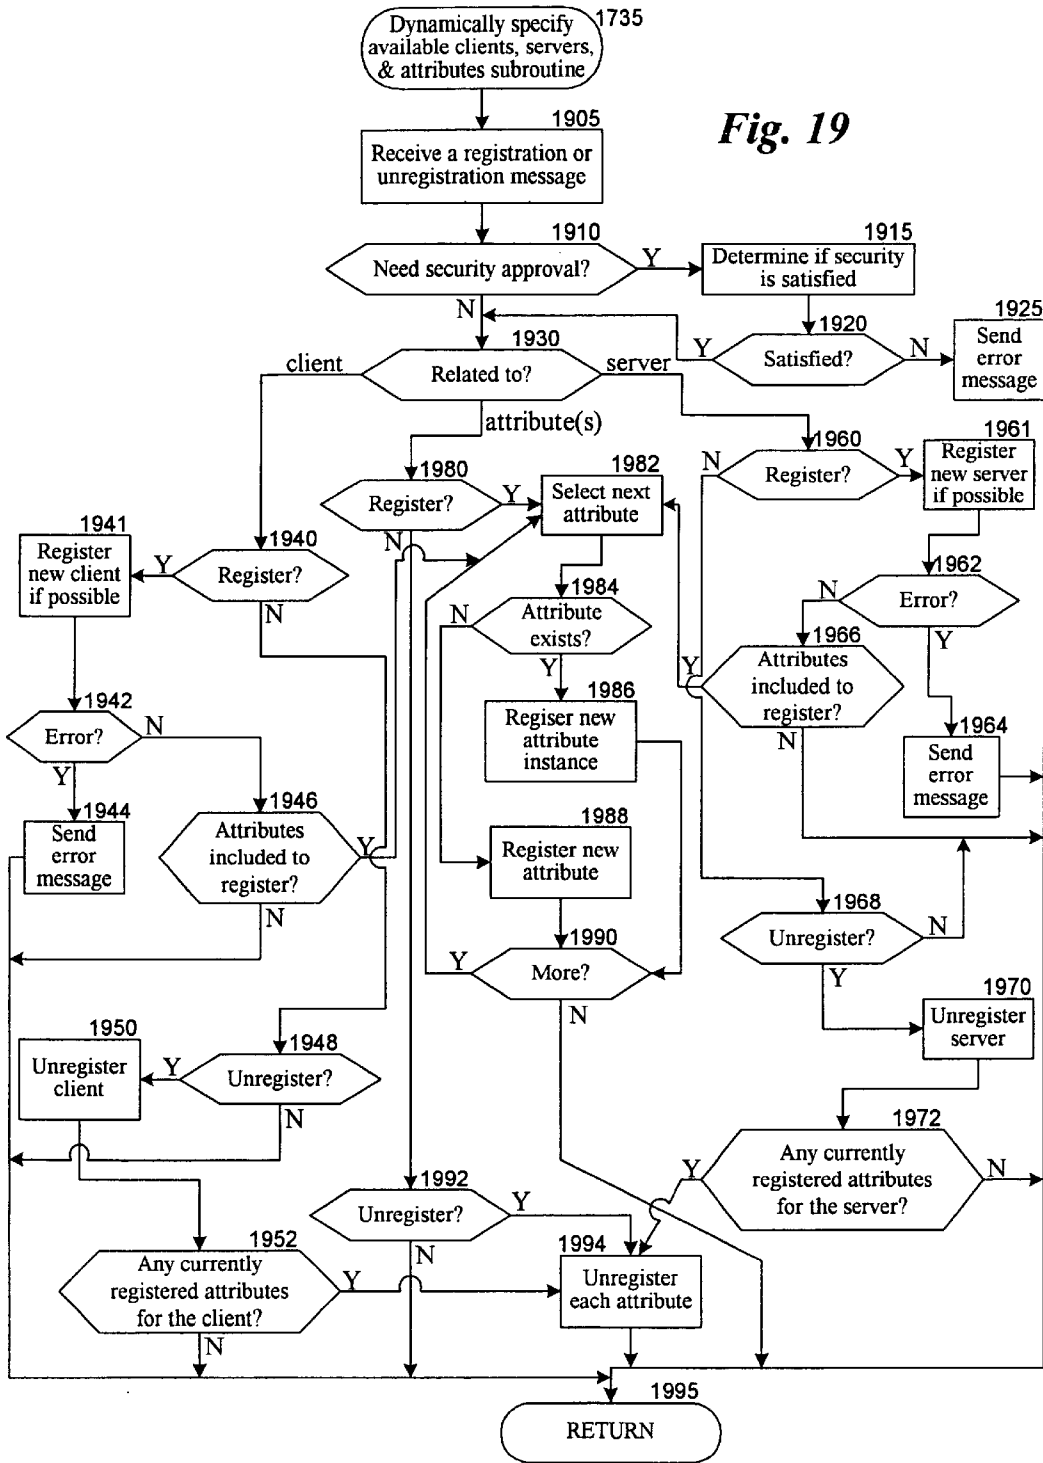 Dynamically specify
available clients, servers,
& attributes subroutine
1735
Fig. 19
1905
Receive a registration or
unregistration message
1910
Need security approval?
Y
N
1915
Determine if security
is satisfied
1920
Satisfied?
Y
N
1925
Send
error
message
1930
Related to?
client
server
attribute(s)
1940
Register?
Y
N
1941
Register
new client
if possible
1942
Error?
N
Y
1944
Send
error
message
1946
Attributes
included to
register?
Y
N
1948
Unregister?
Y
N
1950
Unregister
client
1952
Any currently
registered attributes
for the client?
Y
N
1980
Register?
Y
N
1982
Select next
attribute
1984
Attribute
exists?
N
Y
1986
Regiser new
attribute
instance
1988
Register new
attribute
1990
More?
Y
N
1992
Unregister?
Y
N
1994
Unregister
each attribute
1960
Register?
N
Y
1961
Register
new server
if possible
1962
Error?
N
Y
1964
Send
error
message
1966
Attributes
included to
register?
Y
N
1968
Unregister?
N
Y
1970
Unregister
server
1972
Any currently
registered attributes
for the server?
Y
N
1995
RETURN